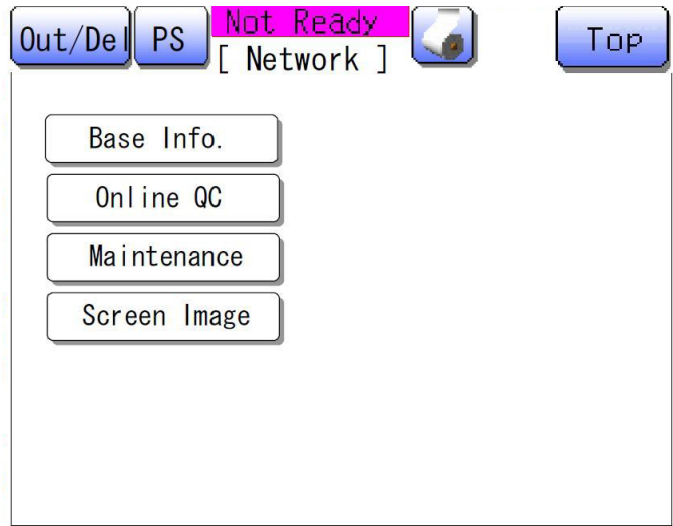 Out/Del PS Not Ready Top
[ Network ]
Base Info.
Online QC
Maintenance
Screen Image